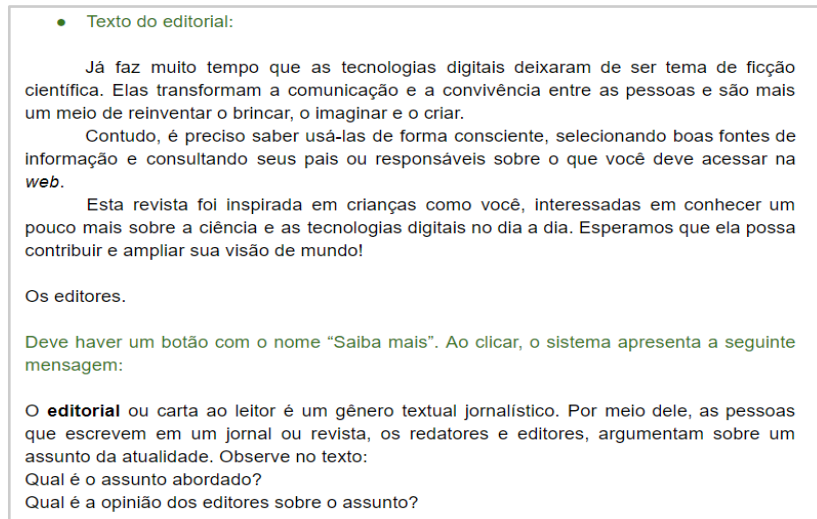 • Texto do editorial:
Já faz muito tempo que as tecnologias digitais deixaram de ser tema de ficção
científica. Elas transformam a comunicação e a convivência entre as pessoas e são mais
um meio de reinventar o brincar, o imaginar e o criar.
Contudo, é preciso saber usá-las de forma consciente, selecionando boas fontes de
informação e consultando seus pais ou responsáveis sobre o que você deve acessar na
web.
Esta revista foi inspirada em crianças como você, interessadas em conhecer um
pouco mais sobre a ciência e as tecnologias digitais no dia a dia. Esperamos que ela possa
contribuir e ampliar sua visão de mundo!
Os editores.
Deve haver um botão com o nome “Saiba mais”. Ao clicar, o sistema apresenta a seguinte
mensagem:
O editorial ou carta ao leitor é um gênero textual jornalístico. Por meio dele, as pessoas
que escrevem em um jornal ou revista, os redatores e editores, argumentam sobre um
assunto da atualidade. Observe no texto:
Qual é o assunto abordado?
Qual é a opinião dos editores sobre o assunto?